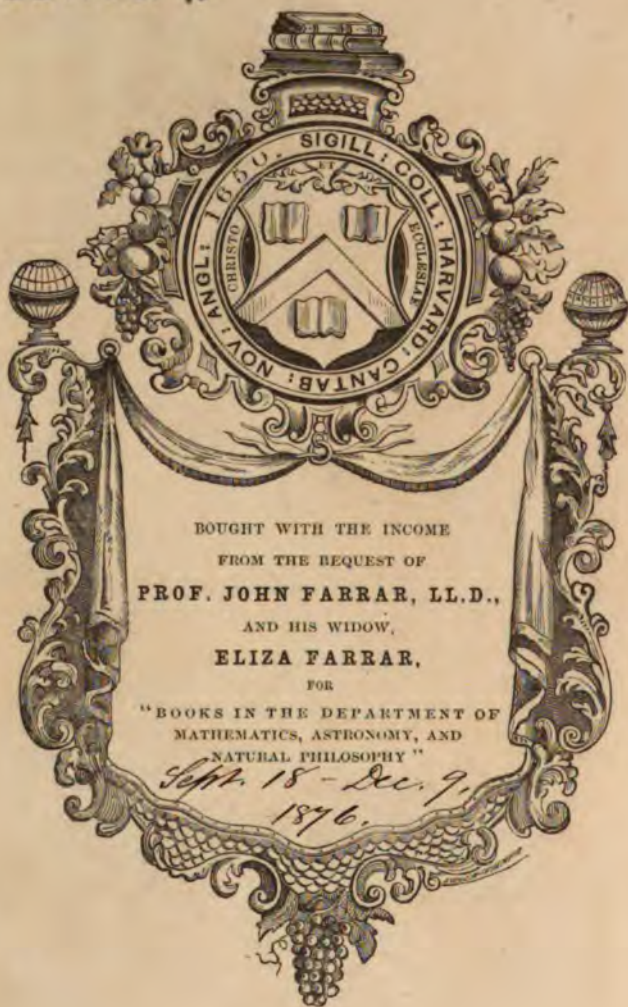 SIGILL: COLL: HARVARD: CANTAB: NOV: ANGL: 1650.
ET
CHRISTO
ECCLESIAE
BOUGHT WITH THE INCOME
FROM THE BEQUEST OF
PROF. JOHN FARRAR, LL.D.,
AND HIS WIDOW,
ELIZA FARRAR,
FOR
"BOOKS IN THE DEPARTMENT OF
MATHEMATICS, ASTRONOMY, AND
NATURAL PHILOSOPHY"
Sept. 18 - Dec. 9,
1876.